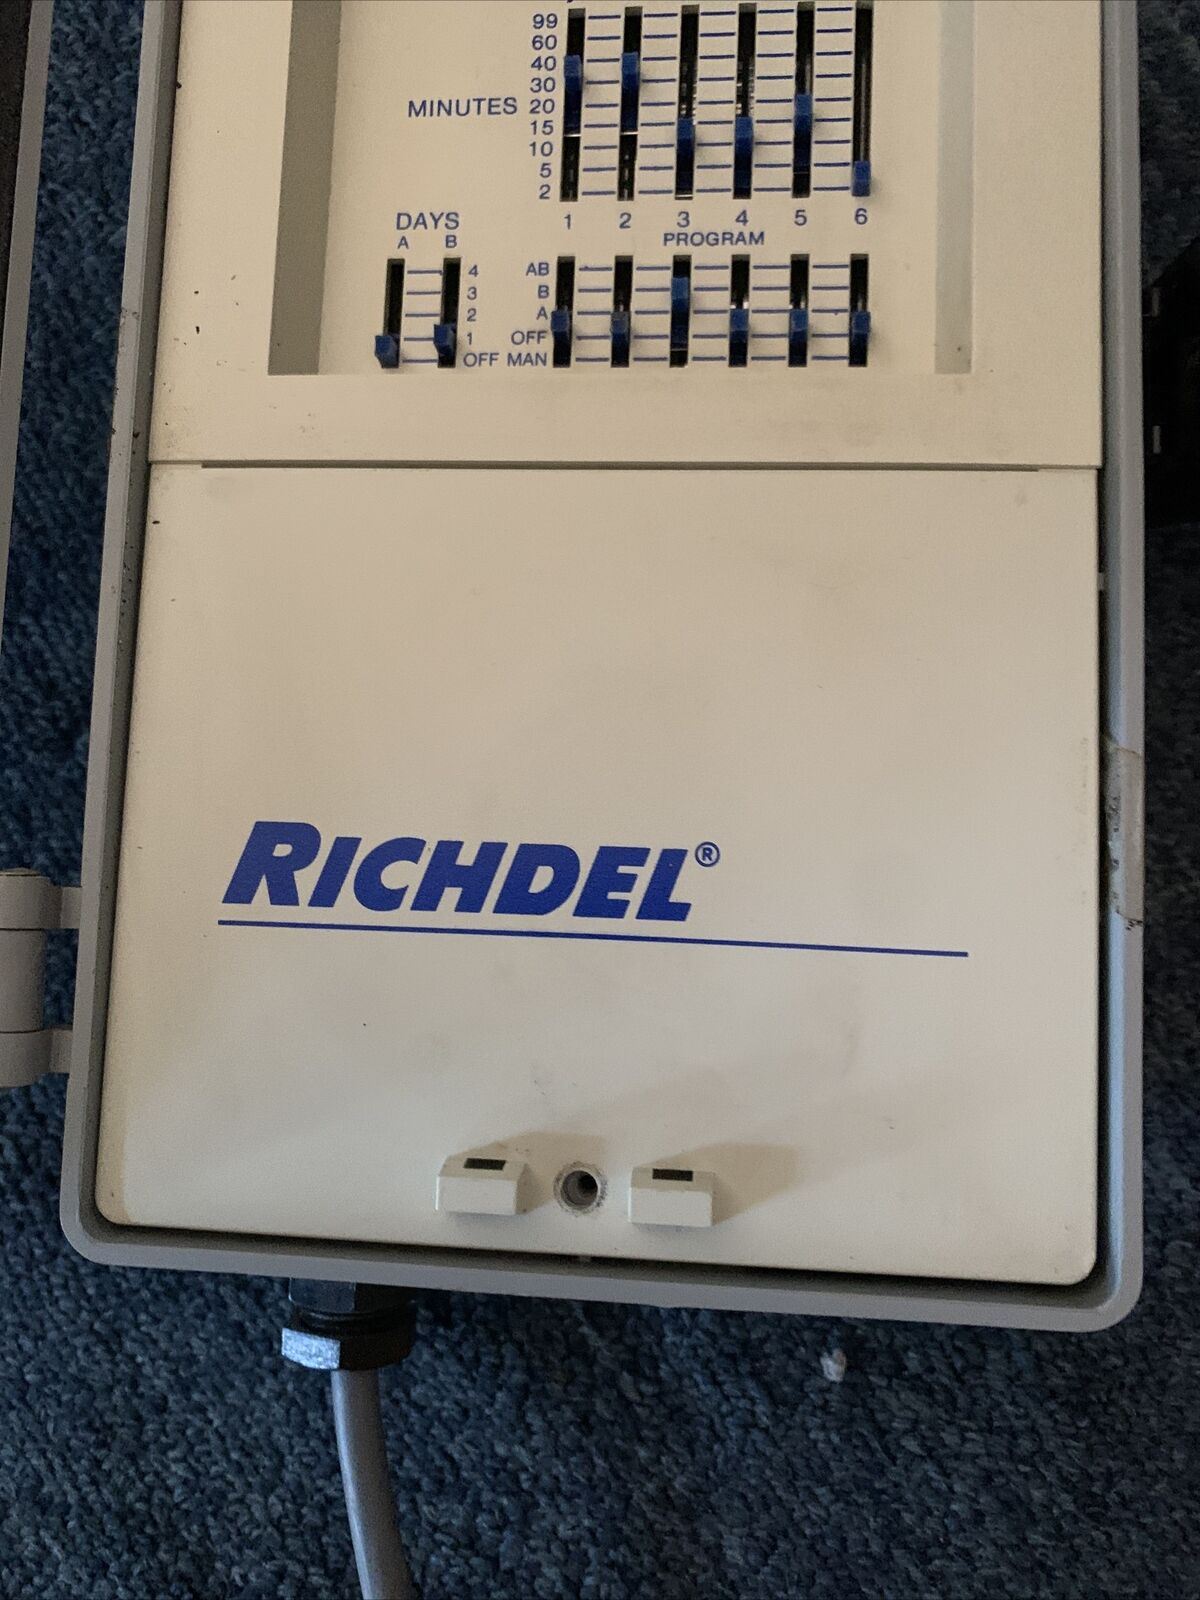 99
60
40
30
MINUTES 20
15
10
5
2
1 2 3 4 5 6
PROGRAM
DAYS
A B
4
3
2
1
OFF
AB
B
A
OFF
MAN
RICHDEL®